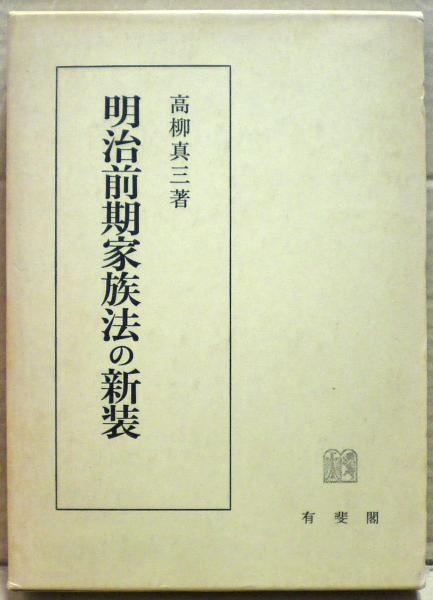 高柳真三著
明治前期家族法の新装
有斐閣